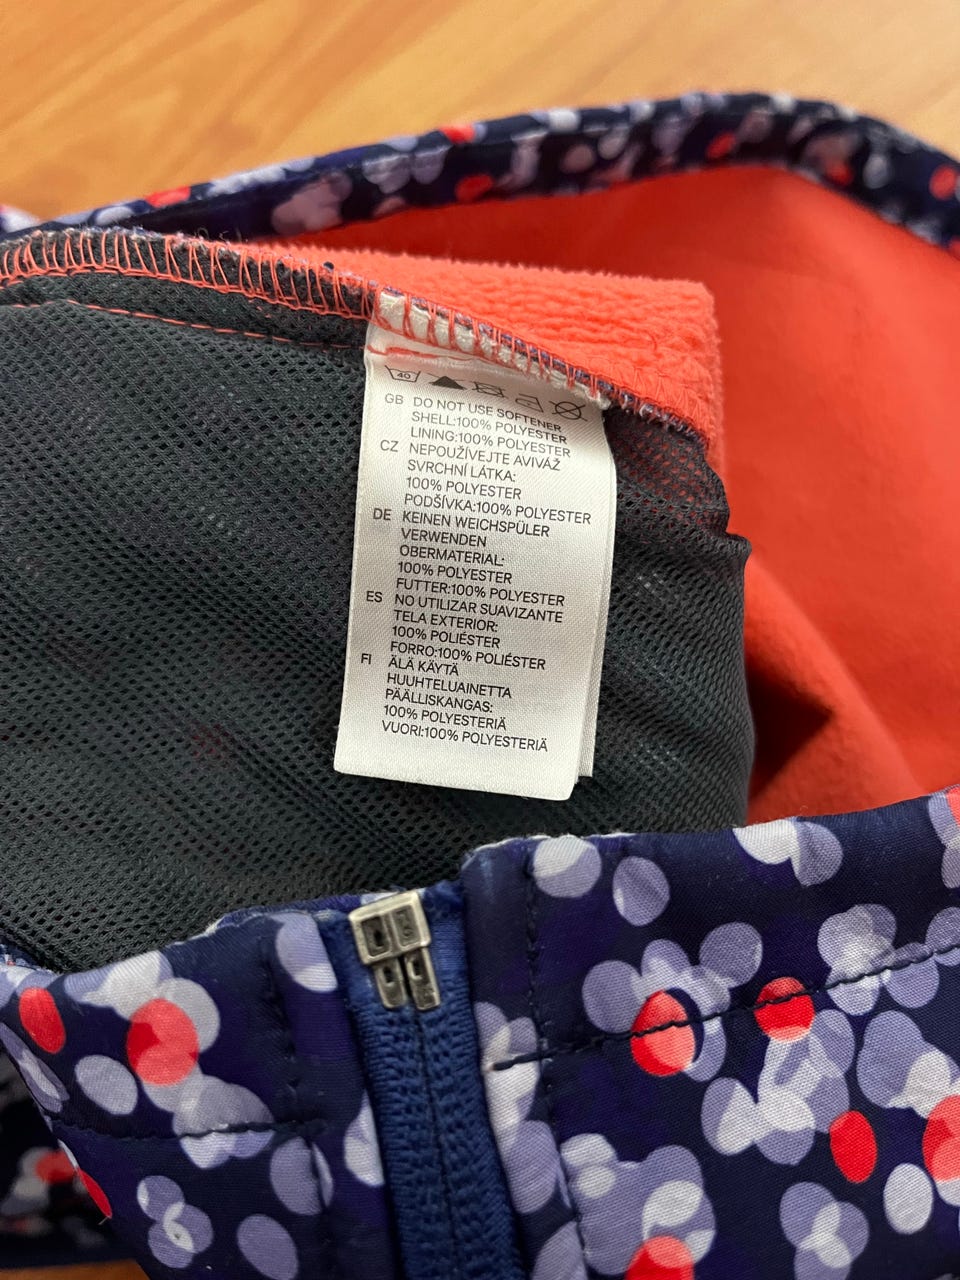 40
GB DO NOT USE SOFTENER
SHELL:100% POLYESTER
LINING:100% POLYESTER
CZ NEPOUŽÍVEJTE AVIVÁŽ
SVRCHNÍ LÁTKA:
100% POLYESTER
PODŠÍVKA:100% POLYESTER
DE KEINEN WEICHSPÜLER
VERWENDEN
OBERMATERIAL:
100% POLYESTER
FUTTER:100% POLYESTER
ES NO UTILIZAR SUAVIZANTE
TELA EXTERIOR:
100% POLIÉSTER
FORRO:100% POLIÉSTER
FI ÄLÄ KÄYTÄ
HUUHTELUAINETTA
PÄÄLLISKANGAS:
100% POLYESTERIÄ
VUORI:100% POLYESTERIÄ